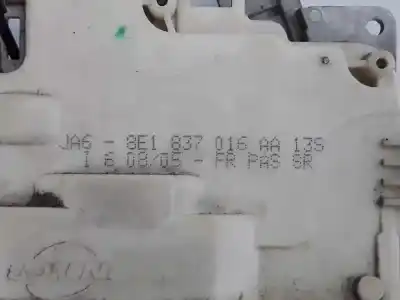 JA6 - 8E1 837 016 AA 13S
I 6 08/05 - FR PAS SR